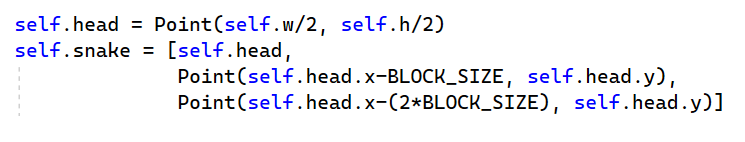 self.head = Point(self.w/2, self.h/2)
self.snake = [self.head,
Point(self.head.x-BLOCK_SIZE, self.head.y),
Point(self.head.x-(2*BLOCK_SIZE), self.head.y)]